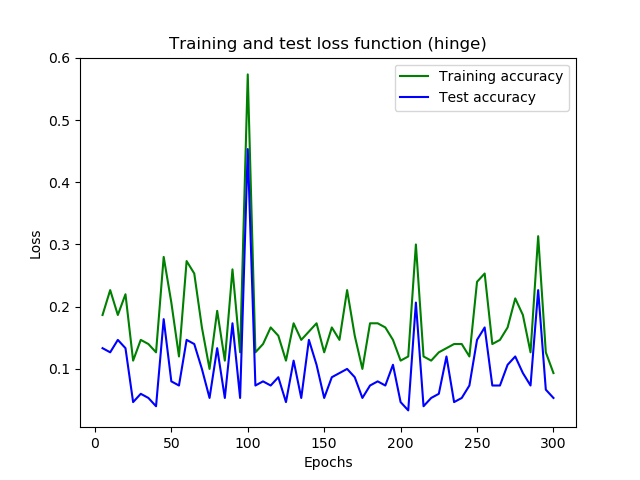 Training and test loss function (hinge)
Training accuracy
Test accuracy
0.6
0.5
0.4
0.3
0.2
0.1
Loss
0 50 100 150 200 250 300
Epochs